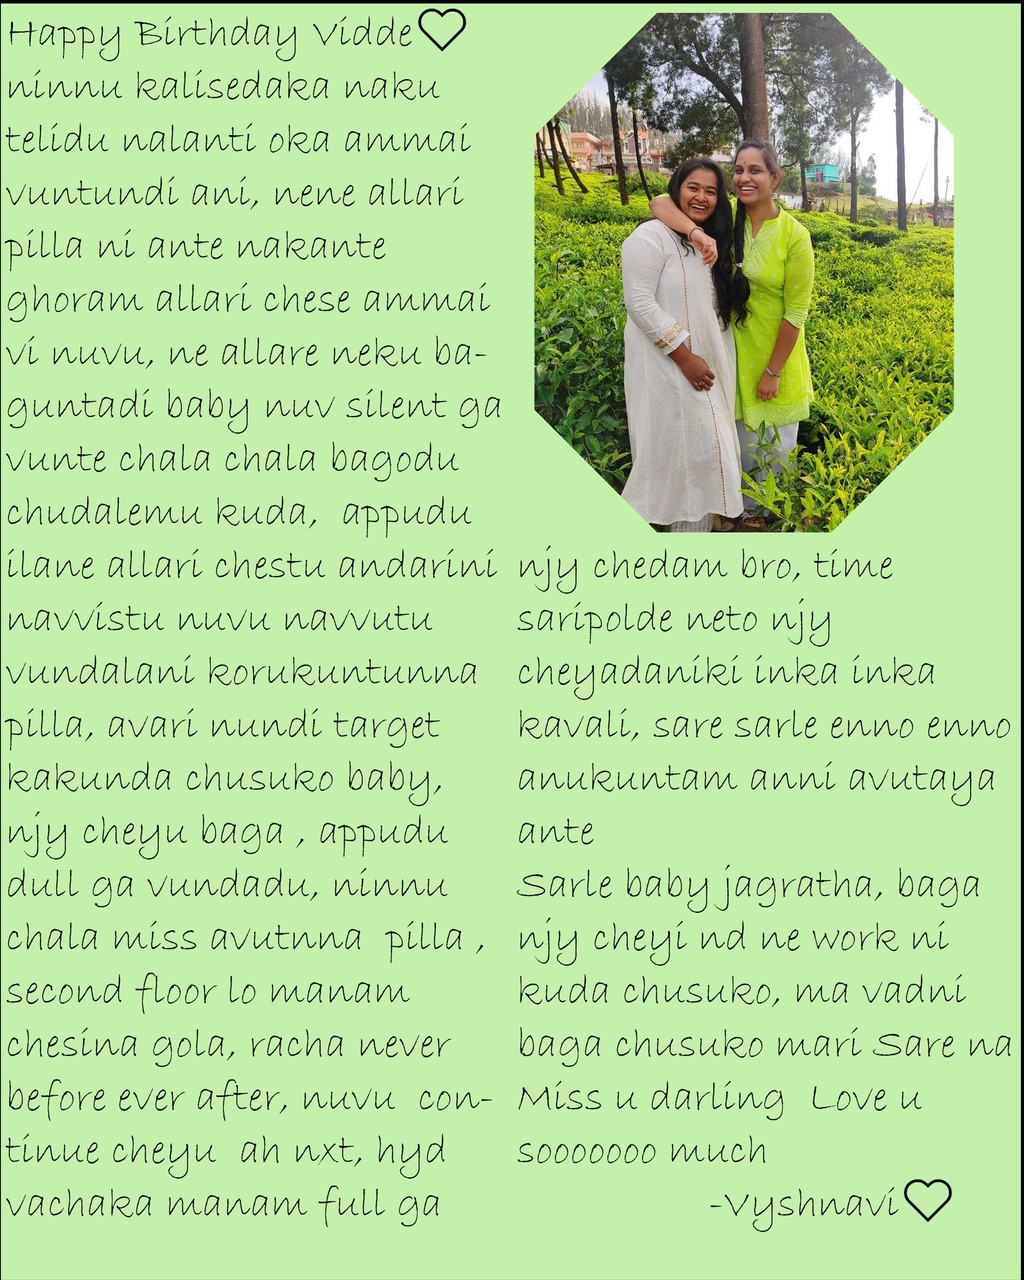 Happy Birthday Vidde♡
ninnu kalisedaka naku
telidu nalanti oka ammai
vuntundi ani, nene allari
pilla ni ante nakante
ghoram allari chese ammai
vi nuvu, ne allare neku ba-
guntadi baby nuv silent ga
vunte chala chala bagodu
chudalemu kuda, appudu
ilane allari chestu andarini
navvistu nuvu navvutu
vundalani korukuntunna
pilla, avari nundi target
kakunda chusuko baby,
njy cheyu baga , appudu
dull ga vundadu, ninnu
chala miss avutnna pilla ,
second floor lo manam
chesina gola, racha never
before ever after, nuvu con-
tinue cheyu ah nxt, hyd
vachaka manam full ga
njy chedam bro, time
saripolde neto njy
cheyadaniki inka inka
kavali, sare sarle enno enno
anukuntam anni avutaya
ante
Sarle baby jagratha, baga
njy cheyi nd ne work ni
kuda chusuko, ma vadni
baga chusuko mari Sare na
Miss u darling Love u
sooooooo much
-Vyshnavi♡